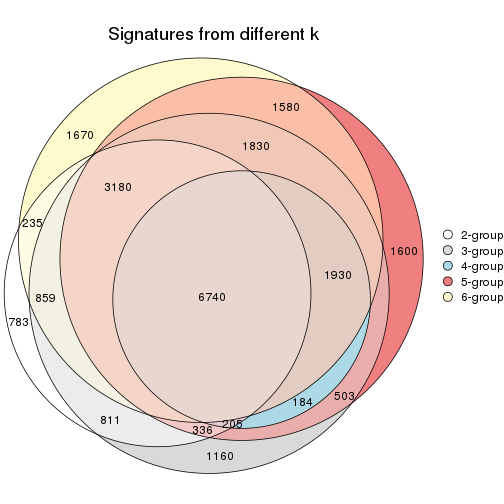 Signatures from different k
1580
1670
1830
3180
235
1600
1930
859
6740
783
184
503
811
205
336
1160
2-group
3-group
4-group
5-group
6-group